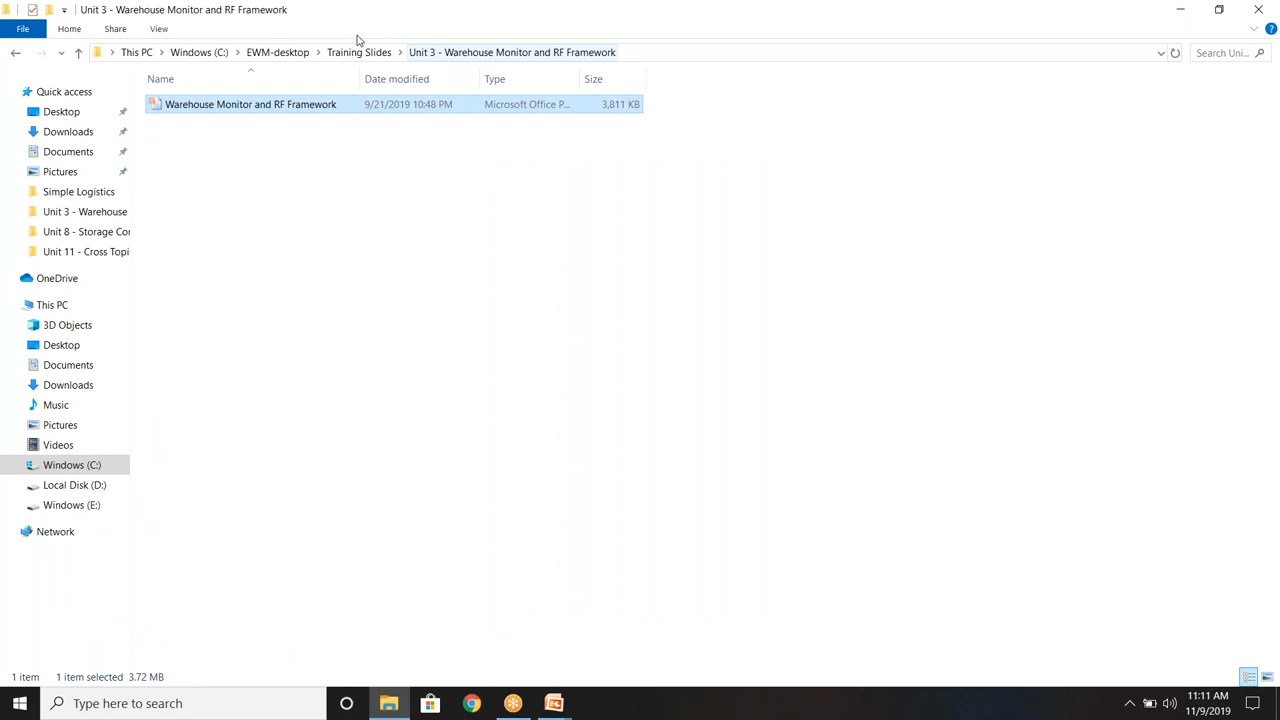 Unit 3 - Warehouse Monitor and RF Framework
File Home Share View
This PC Windows (C:) EWM-desktop Training Slides Unit 3 - Warehouse Monitor and RF Framework Search Uni...
Name Date modified Type Size
Warehouse Monitor and RF Framework 9/21/2019 10:48 PM Microsoft Office P... 3,811 KB
Quick access
Desktop
Downloads
Documents
Pictures
Simple Logistics
Unit 3 - Warehouse
Unit 8 - Storage Cor
Unit 11 - Cross Topi
OneDrive
This PC
3D Objects
Desktop
Documents
Downloads
Music
Pictures
Videos
Windows (C:)
Local Disk (D:)
Windows (E:)
Network
1 item 1 item selected 3.72 MB
Type here to search
11:11 AM
11/9/2019